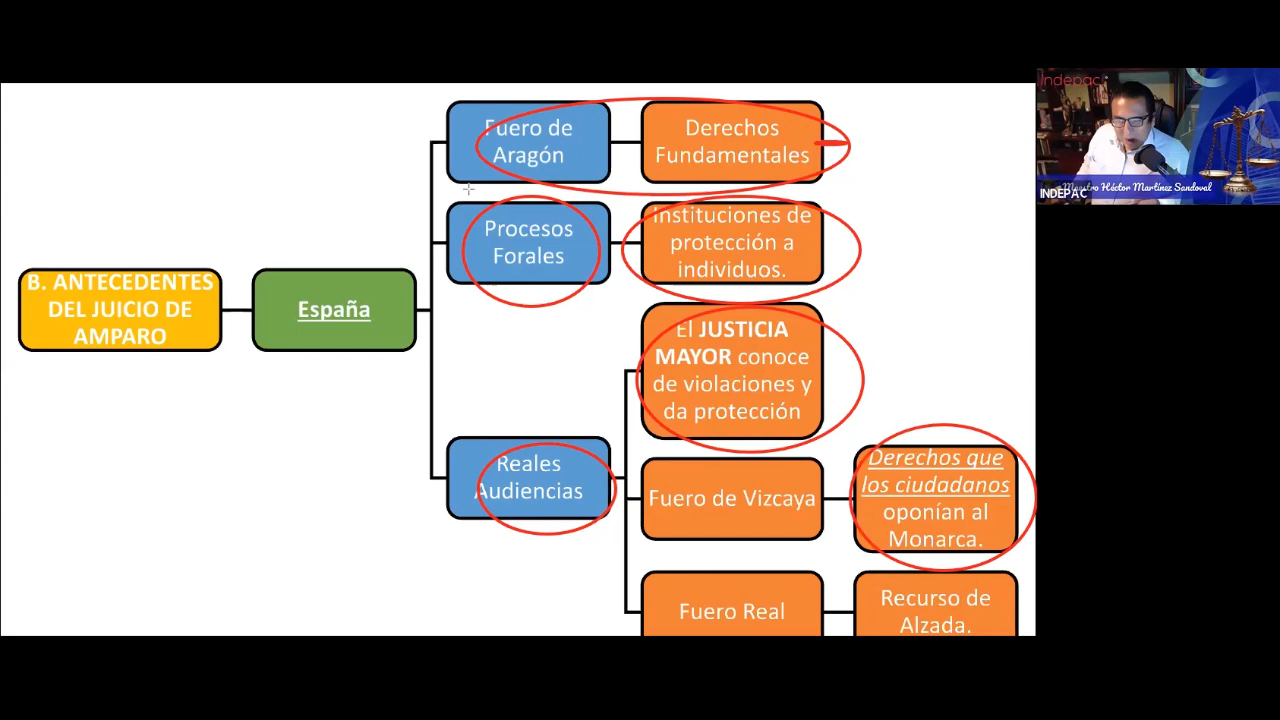 Fuero de
Aragón
Derechos
Fundamentales
Procesos
Forales
Instituciones de
protección a
individuos.
B. ANTECEDENTES
DEL JUICIO DE
AMPARO
España
El JUSTICIA
MAYOR conoce
de violaciones y
da protección
Reales
Audiencias
Fuero de Vizcaya
Derechos que
los ciudadanos
oponían al
Monarca.
Fuero Real
Recurso de
Alzada.
Indepac
Maestro Héctor Martínez Sandoval
INDEPAC